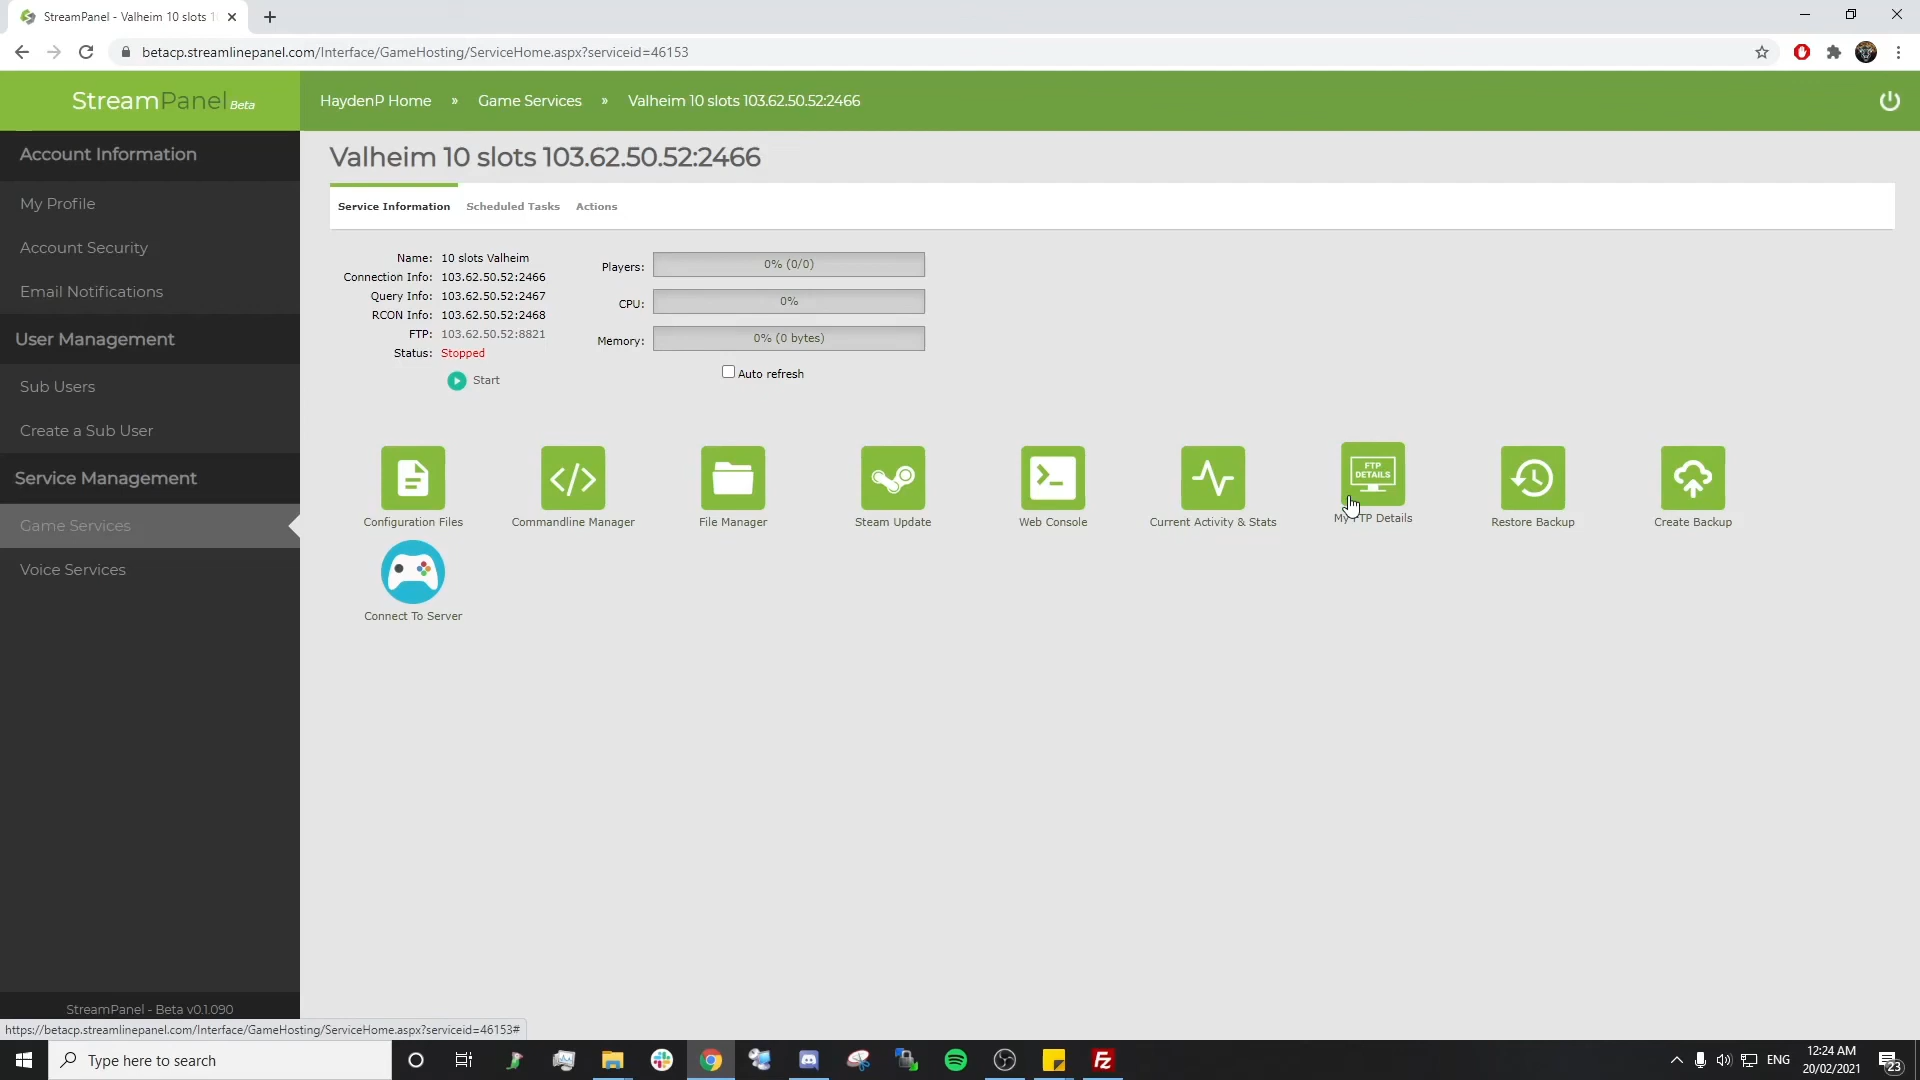 StreamPanel - Valheim 10 slots 1
betacp.streamlinepanel.com/Interface/GameHosting/ServiceHome.aspx?serviceid=46153
StreamPanel Beta
HaydenP Home » Game Services » Valheim 10 slots 103.62.50.52:2466
Account Information
My Profile
Account Security
Email Notifications
User Management
Sub Users
Create a Sub User
Service Management
Game Services
Voice Services
StreamPanel - Beta v0.1.090
Valheim 10 slots 103.62.50.52:2466
Service Information Scheduled Tasks Actions
Name: 10 slots Valheim
Connection Info: 103.62.50.52:2466
Query Info: 103.62.50.52:2467
RCON Info: 103.62.50.52:2468
FTP: 103.62.50.52:8821
Status: Stopped
Start
Players: 0% (0/0)
CPU: 0%
Memory: 0% (0 bytes)
Auto refresh
FTP
DETAILS
Configuration Files Commandline Manager File Manager Steam Update Web Console Current Activity & Stats My FTP Details Restore Backup Create Backup
Connect To Server
https://betacp.streamlinepanel.com/Interface/GameHosting/ServiceHome.aspx?serviceid=46153#
Type here to search
Fz
ENG
12:24 AM
20/02/2021
23